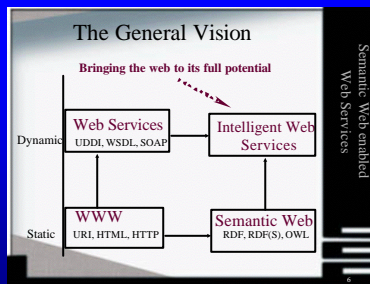 The General Vision
Bringing the web to its full potential
Dynamic
Web Services
UDDI, WSDL, SOAP
Intelligent Web
Services
Static
WWW
URI, HTML, HTTP
Semantic Web
RDF, RDF(S), OWL
Semantic Web enabled
Web Services
6